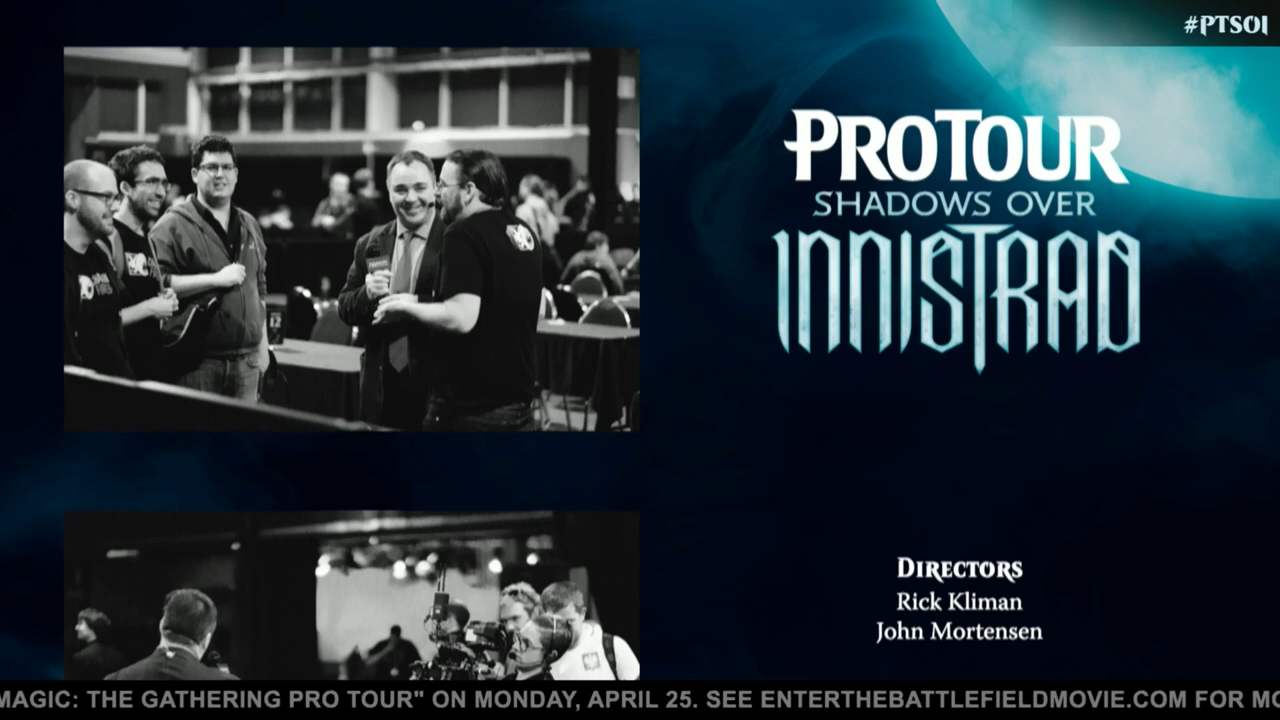 #PTSOI
PROTOUR
SHADOWS OVER
INNISTRAD
DIRECTORS
Rick Kliman
John Mortensen
MAGIC: THE GATHERING PRO TOUR" ON MONDAY, APRIL 25. SEE ENTERTHEBATTLEFIELDMOVIE.COM FOR MO